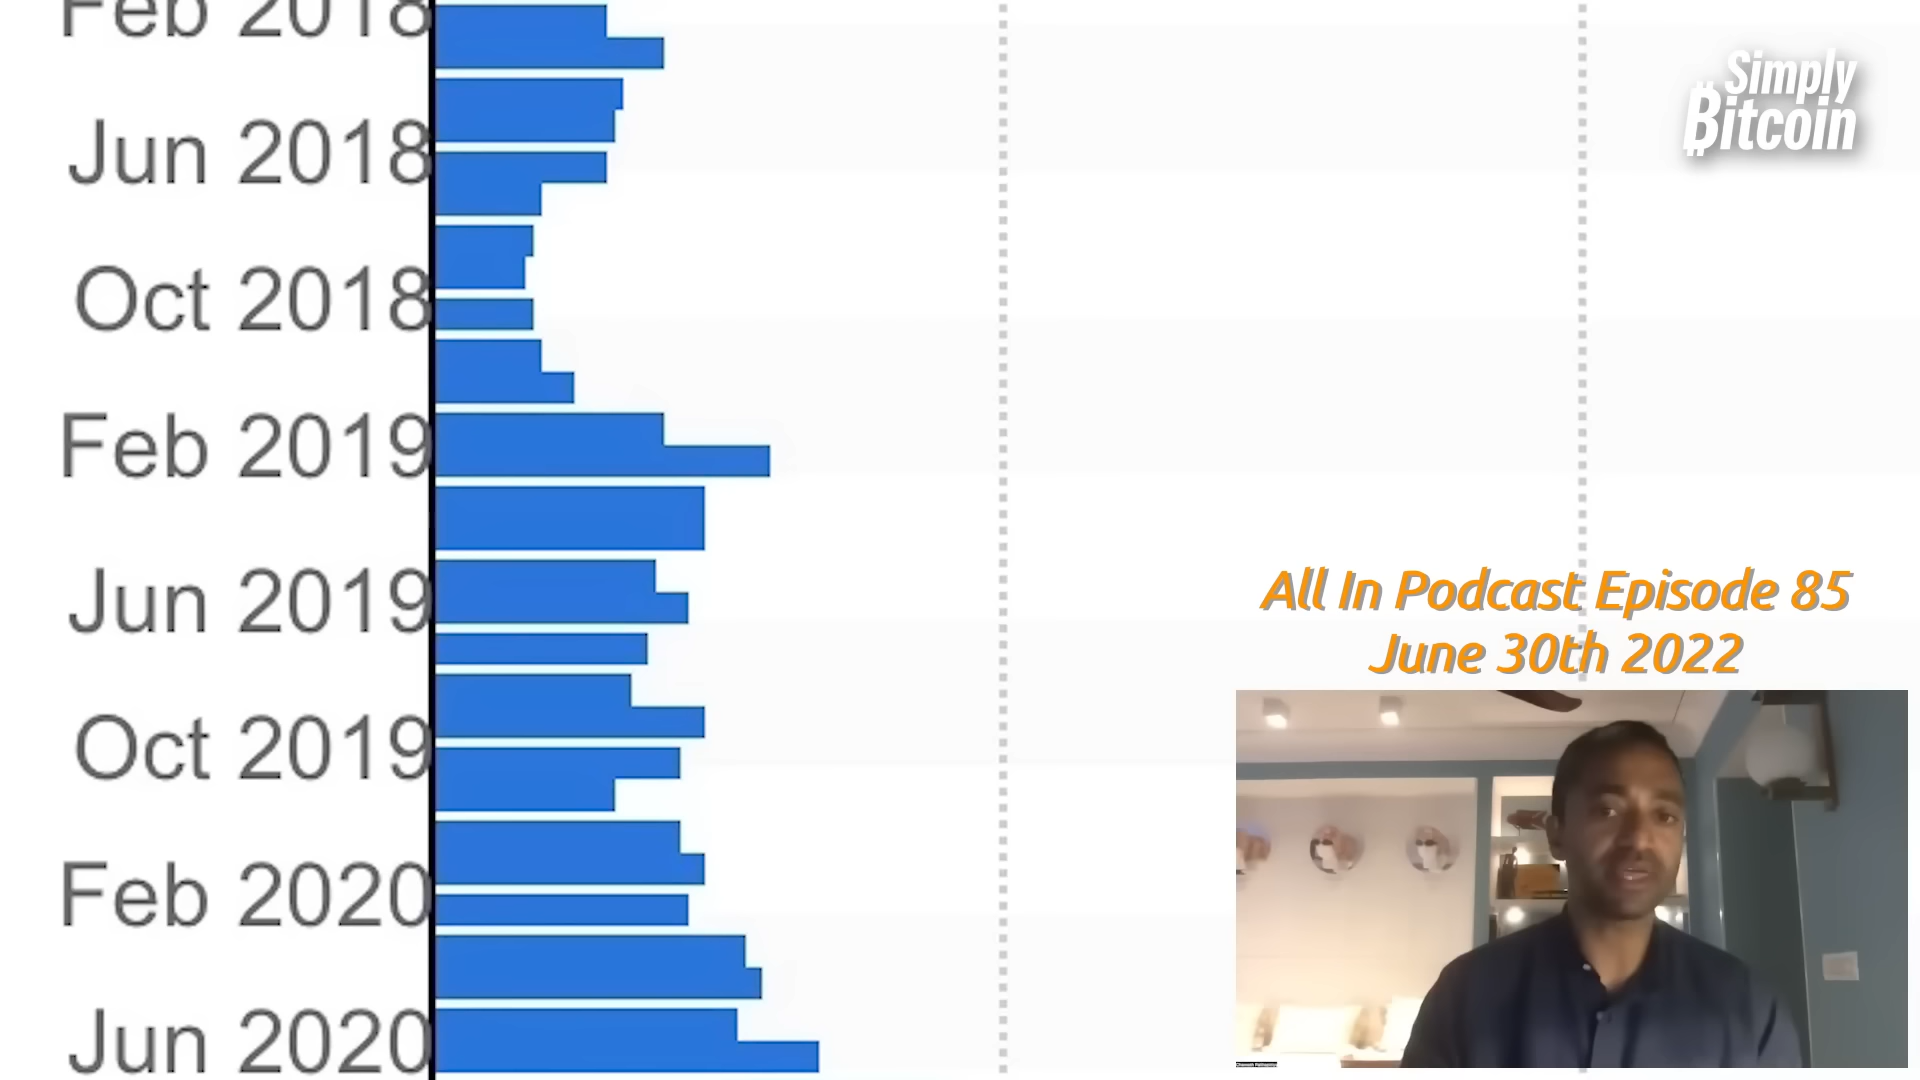 Feb 2018
Simply
Bitcoin
Jun 2018
Oct 2018
Feb 2019
All In Podcast Episode 85
Jun 2019
June 30th 2022
Oct 2019
Feb 2020
Jun 2020